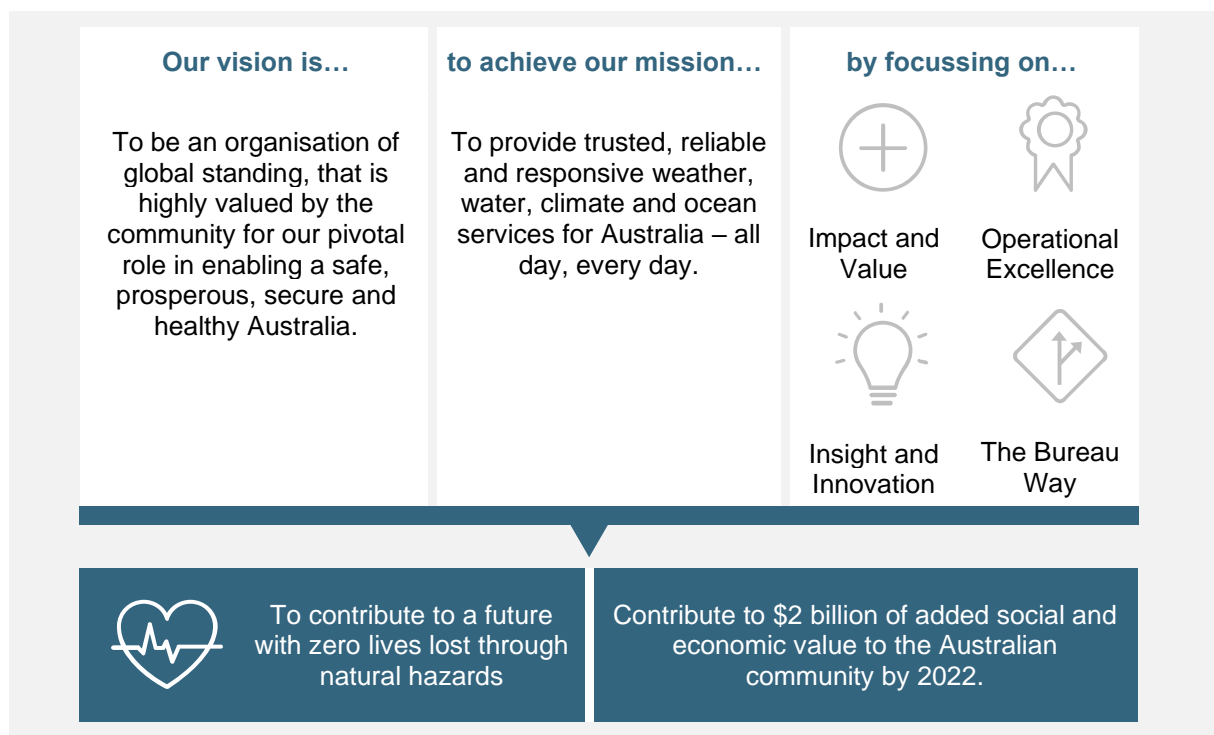 Our vision is…
To be an organisation of
global standing, that is
highly valued by the
community for our pivotal
role in enabling a safe,
prosperous, secure and
healthy Australia.
to achieve our mission…
To provide trusted, reliable
and responsive weather,
water, climate and ocean
services for Australia – all
day, every day.
by focussing on…
Impact and
Value
Operational
Excellence
Insight and
Innovation
The Bureau
Way
To contribute to a future
with zero lives lost through
natural hazards
Contribute to $2 billion of added social and
economic value to the Australian
community by 2022.